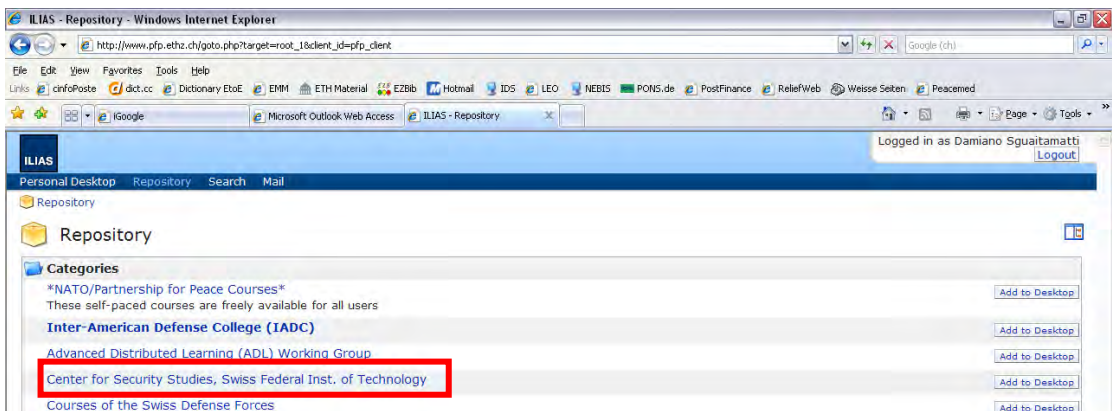 ILIAS - Repository - Windows Internet Explorer
http://www.pfp.ethz.ch/goto.php?target=root_1&client_id=pfp_client Google (ch)
File Edit View Favorites Tools Help
Links cinfoPoste dict.cc Dictionary EtoE EMM ETH Material EZBib Hotmail IDS LEO NEBIS PONS.de PostFinance ReliefWeb Weisse Seiten Peacemed
iGoogle Microsoft Outlook Web Access ILIAS - Repository Page Tools
Logged in as Damiano Sguaitamatti
ILIAS Logout
Personal Desktop Repository Search Mail
Repository
Repository
Categories
*NATO/Partnership for Peace Courses* Add to Desktop
These self-paced courses are freely available for all users
Inter-American Defense College (IADC) Add to Desktop
Advanced Distributed Learning (ADL) Working Group Add to Desktop
Center for Security Studies, Swiss Federal Inst. of Technology Add to Desktop
Courses of the Swiss Defense Forces Add to Desktop